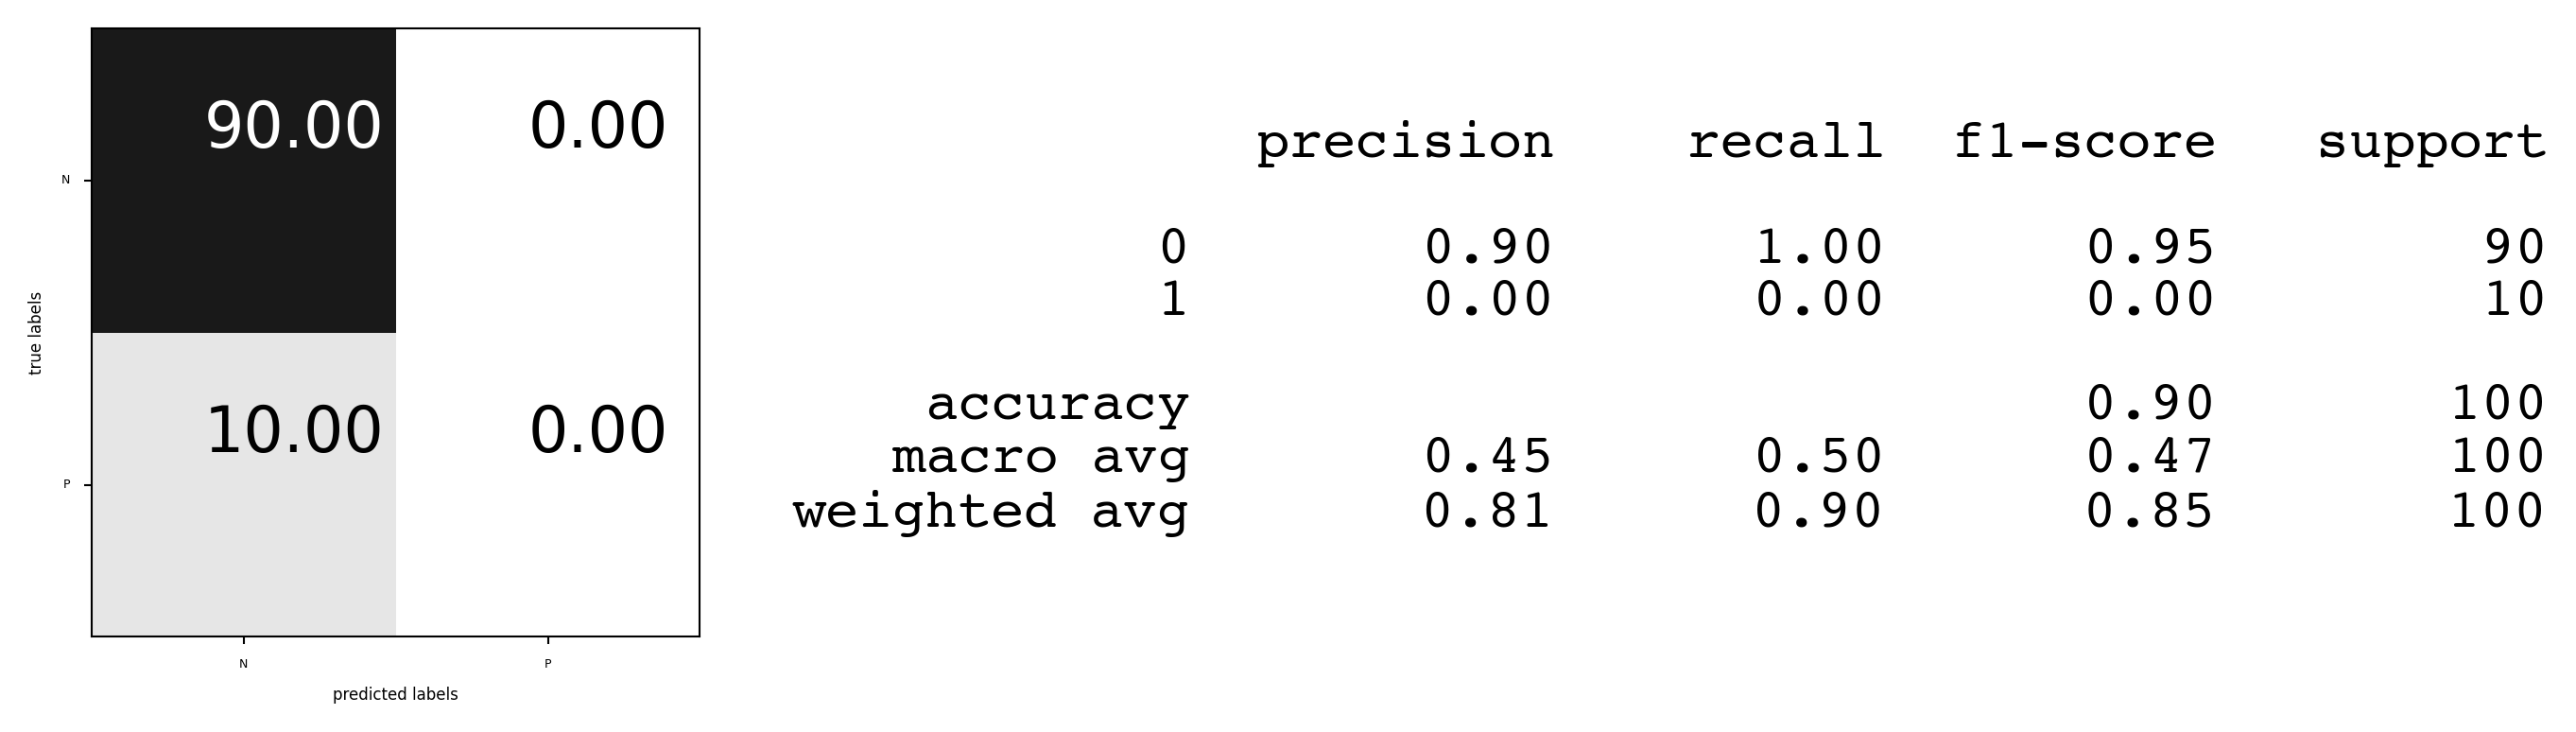 90.00 0.00
N
true labels
10.00 0.00
P
N P
predicted labels
precision recall f1-score support
0 0.90 1.00 0.95 90
1 0.00 0.00 0.00 10
accuracy 0.90 100
macro avg 0.45 0.50 0.47 100
weighted avg 0.81 0.90 0.85 100